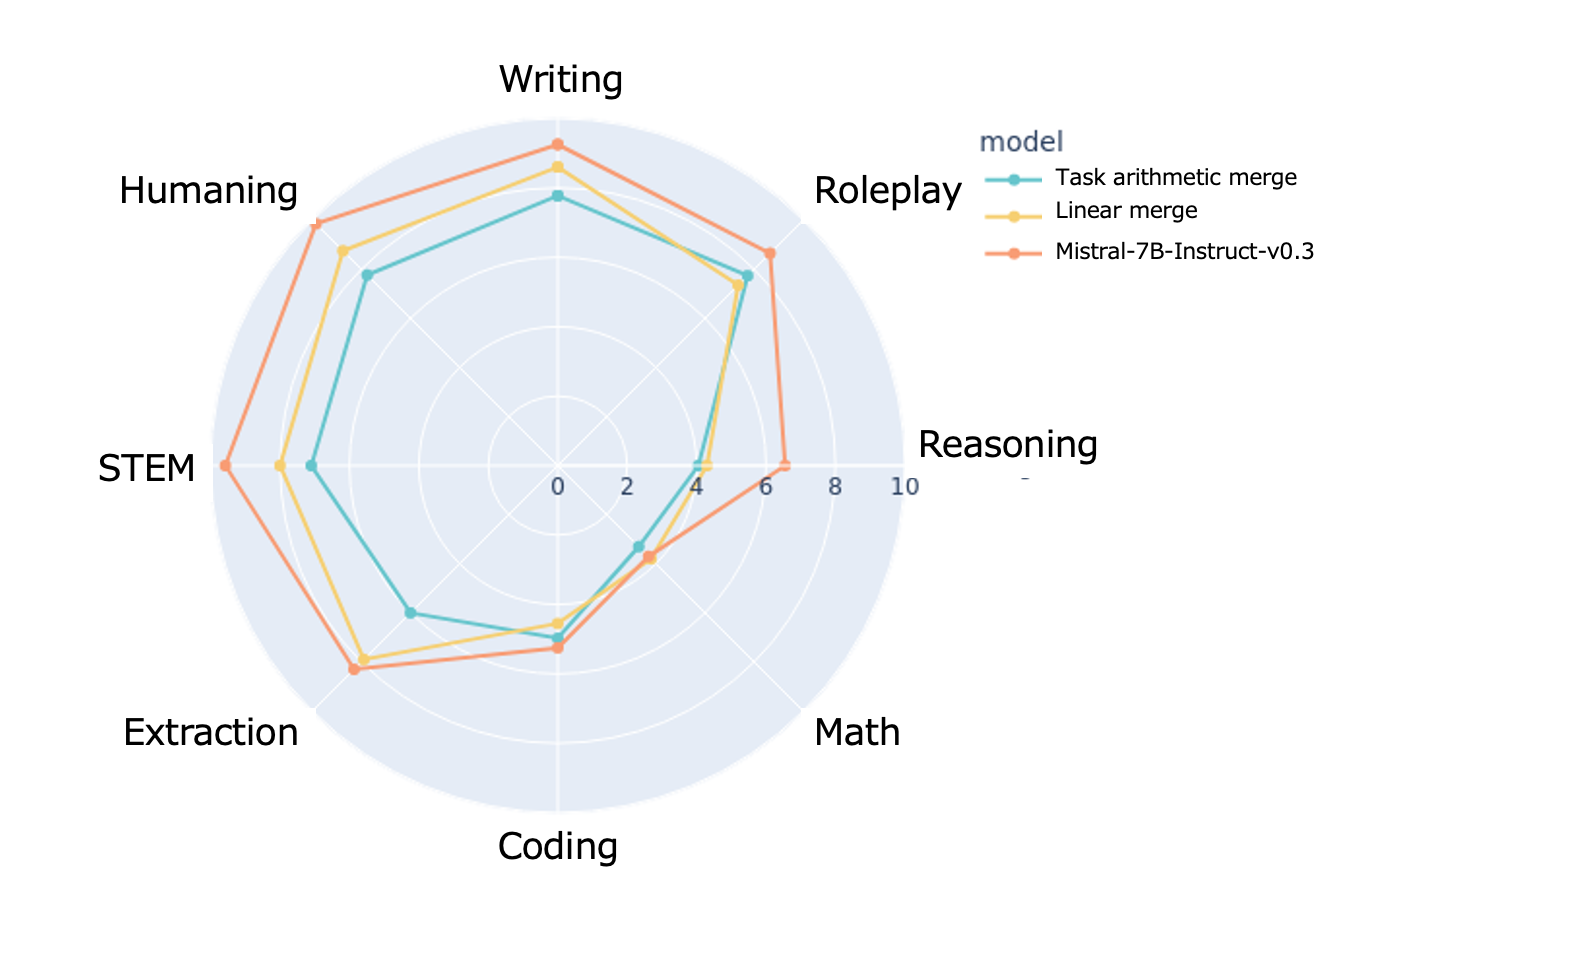 Writing
model
Task arithmetic merge
Linear merge
Mistral-7B-Instruct-v0.3
Humaning
Roleplay
STEM
Reasoning
0 2 4 6 8 10
Extraction
Math
Coding